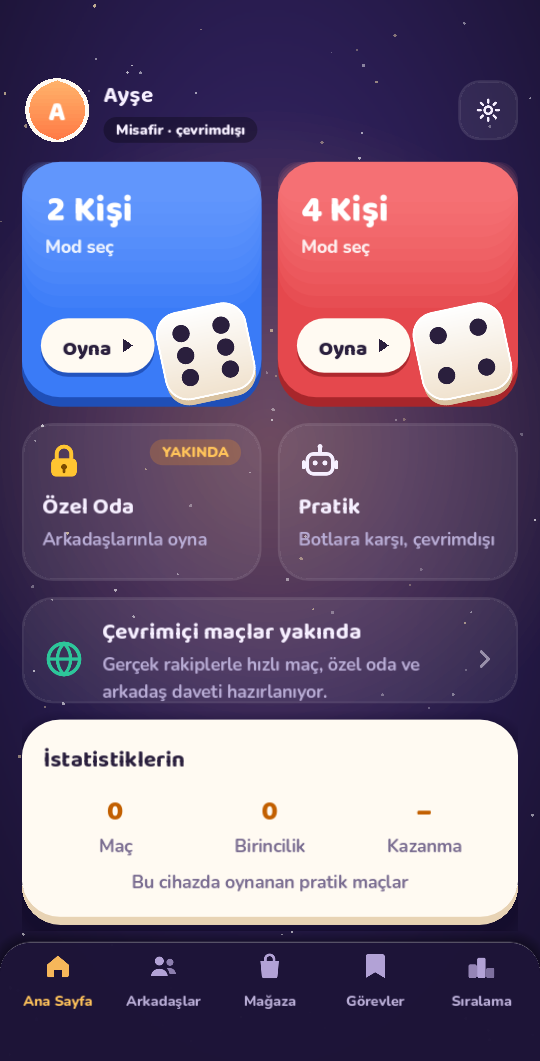 A
Ayşe
Misafir · çevrimdışı
2 Kişi
Mod seç
Oyna
4 Kişi
Mod seç
Oyna
YAKINDA
Özel Oda
Arkadaşlarınla oyna
Pratik
Botlara karşı, çevrimdışı
Çevrimiçi maçlar yakında
Gerçek rakiplerle hızlı maç, özel oda ve
arkadaş daveti hazırlanıyor.
İstatistiklerin
0 0 –
Maç Birincilik Kazanma
Bu cihazda oynanan pratik maçlar
Ana Sayfa Arkadaşlar Mağaza Görevler Sıralama